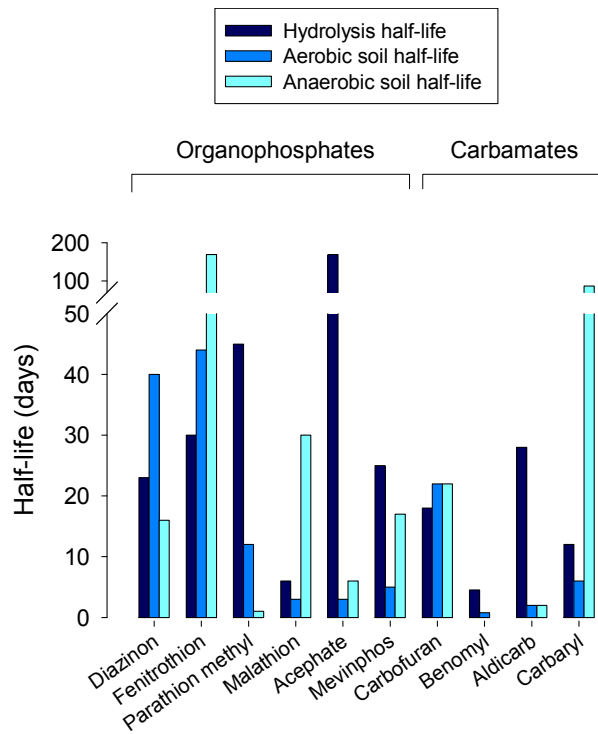 Hydrolysis half-life
Aerobic soil half-life
Anaerobic soil half-life
Organophosphates
Carbamates
200
100
50
40
30
20
10
0
Half-life (days)
Diazinon
Fenitrothion
Parathion methyl
Malathion
Acephate
Mevinphos
Carbofuran
Benomyl
Aldicarb
Carbaryl